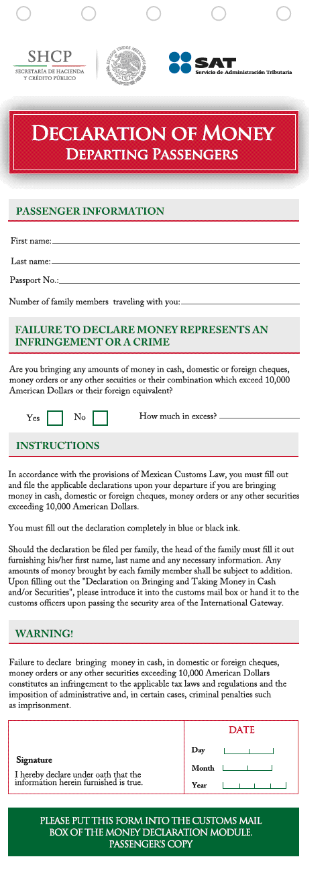 SHCP
SECRETARÍA DE HACIENDA
Y CRÉDITO PÚBLICO
SAT
Servicio de Administración Tributaria
DECLARATION OF MONEY
DEPARTING PASSENGERS
PASSENGER INFORMATION
First name:
Last name:
Passport No.:
Number of family members traveling with you:
FAILURE TO DECLARE MONEY REPRESENTS AN
INFRINGEMENT OR A CRIME
Are you bringing any amounts of money in cash, domestic or foreign cheques,
money orders or any other securities or their combination which exceed 10,000
American Dollars or their foreign equivalent?
Yes No How much in excess?
INSTRUCTIONS
In accordance with the provisions of Mexican Customs Law, you must fill out
and file the applicable declarations upon your departure if you are bringing
money in cash, domestic or foreign cheques, money orders or any other securities
exceeding 10,000 American Dollars.
You must fill out the declaration completely in blue or black ink.
Should the declaration be filed per family, the head of the family must fill it out
furnishing his/her first name, last name and any necessary information. Any
amounts of money brought by each family member shall be subject to addition.
Upon filling out the "Declaration on Bringing and Taking Money in Cash
and/or Securities", please introduce it into the customs mail box or hand it to the
customs officers upon passing the security area of the International Gateway.
WARNING!
Failure to declare bringing money in cash, in domestic or foreign cheques,
money orders or any other securities exceeding 10,000 American Dollars
constitutes an infringement to the applicable tax laws and regulations and the
imposition of administrative and, in certain cases, criminal penalties such
as imprisonment.
Signature
I hereby declare under oath that the
information herein furnished is true.
DATE
Day
Month
Year
PLEASE PUT THIS FORM INTO THE CUSTOMS MAIL
BOX OF THE MONEY DECLARATION MODULE.
PASSENGER'S COPY